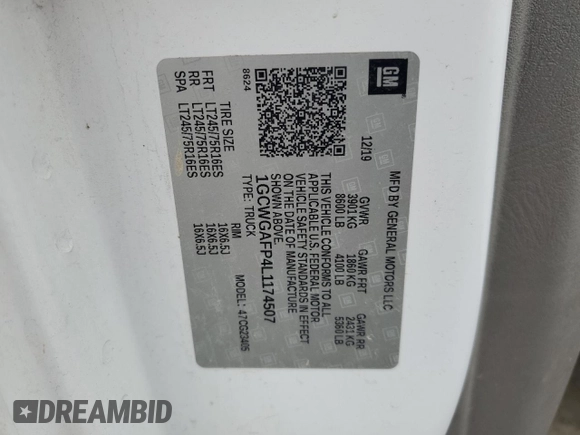 GM
MFD BY GENERAL MOTORS LLC
12/19
GVWR GAWR FRT GAWR RR
3901 KG 1860 KG 2431 KG
8600 LB 4100 LB 5360 LB
THIS VEHICLE CONFORMS TO ALL
APPLICABLE U.S. FEDERAL MOTOR
VEHICLE SAFETY STANDARDS IN EFFECT
ON THE DATE OF MANUFACTURE
SHOWN ABOVE.
1GCWGAFP4L1174507
TYPE: TRUCK MODEL: 47CG23405
8624
TIRE SIZE RIM
FRT LT245/75R16ES 16X6.5J
RR LT245/75R16ES 16X6.5J
SPA LT245/75R16ES 16X6.5J
DREAMBID